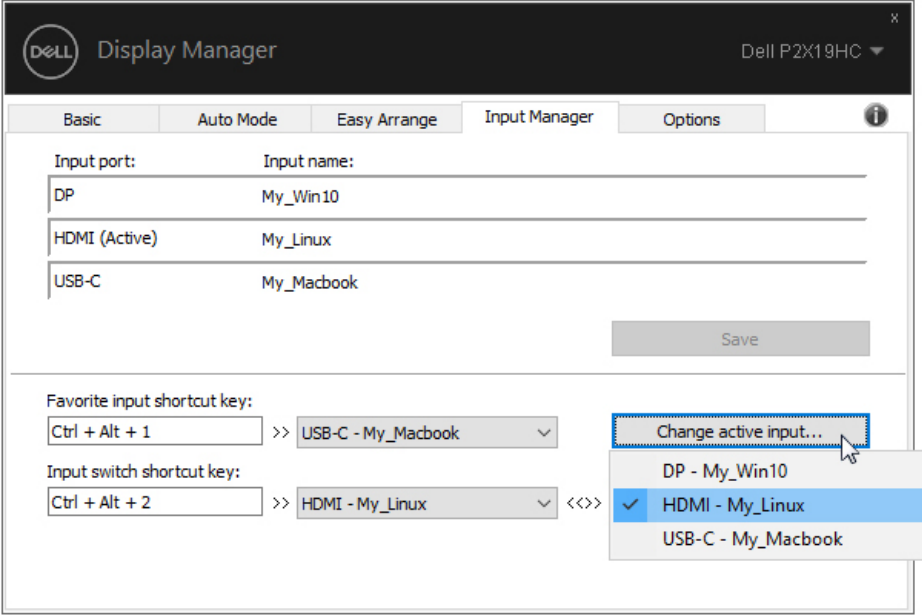 x
DELL Display Manager
Dell P2X19HC
Basic Auto Mode Easy Arrange Input Manager Options i
Input port: Input name:
DP My_Win10
HDMI (Active) My_Linux
USB-C My_Macbook
Save
Favorite input shortcut key:
Ctrl + Alt + 1 >> USB-C - My_Macbook Change active input...
Input switch shortcut key:
DP - My_Win10
Ctrl + Alt + 2 >> HDMI - My_Linux <<>> HDMI - My_Linux
USB-C - My_Macbook